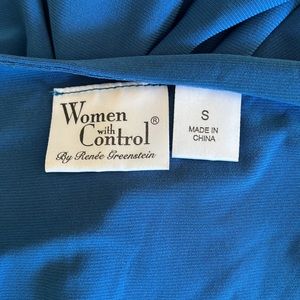 Women
with
Control®
By Renée Greenstein
S
MADE IN
CHINA